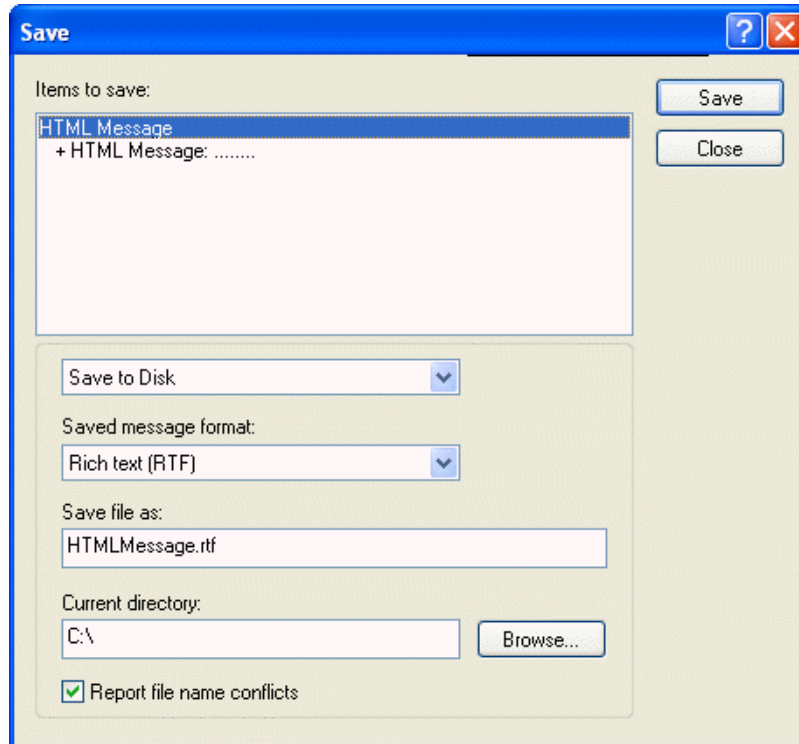 Save
Items to save:
Save
HTML Message
+ HTML Message: ........
Close
Save to Disk
Saved message format:
Rich text (RTF)
Save file as:
HTMLMessage.rtf
Current directory:
C:\
Browse...
Report file name conflicts